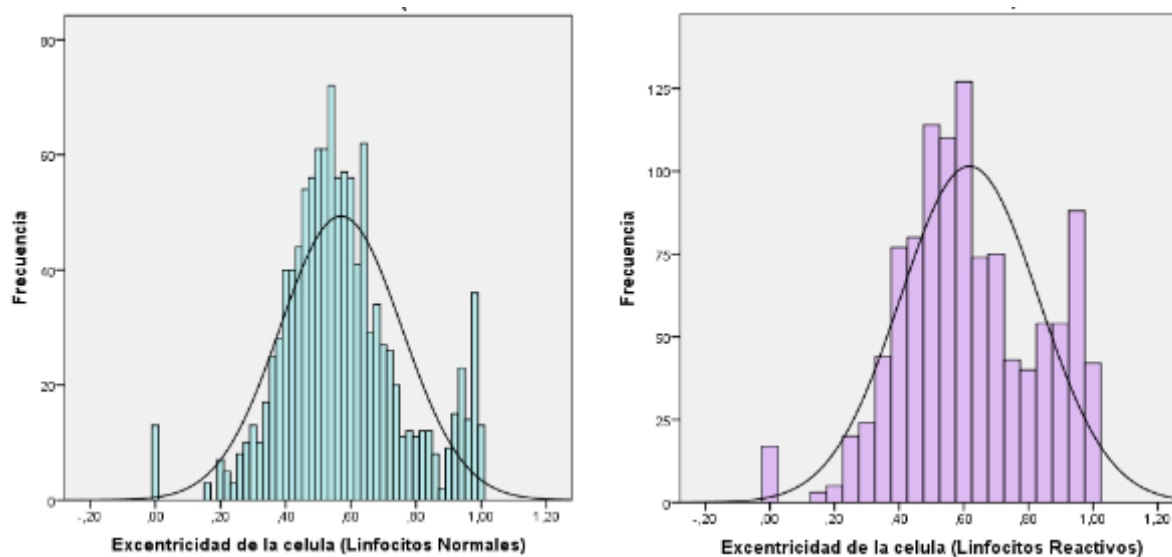 80
60
40
20
0
Frecuencia
-,20 ,00 ,20 ,40 ,60 ,80 1,00 1,20
Excentricidad de la celula (Linfocitos Normales)
125
100
75
50
25
0
Frecuencia
-,20 ,00 ,20 ,40 ,60 ,80 1,00 1,20
Excentricidad de la celula (Linfocitos Reactivos)